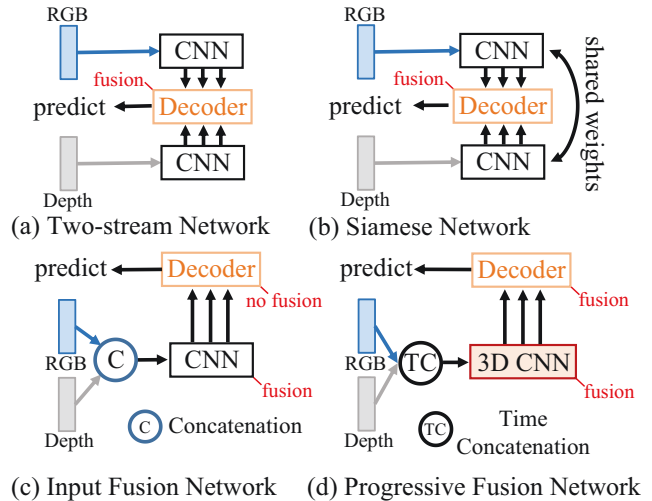 RGB
CNN
fusion
predict
Decoder
CNN
Depth
(a) Two-stream Network
RGB
CNN
fusion
predict
Decoder
CNN
Depth
shared weights
(b) Siamese Network
predict
Decoder
no fusion
C
CNN
RGB
fusion
Depth
C
Concatenation
(c) Input Fusion Network
predict
Decoder
fusion
TC
3D CNN
RGB
fusion
Depth
TC
Time
Concatenation
(d) Progressive Fusion Network